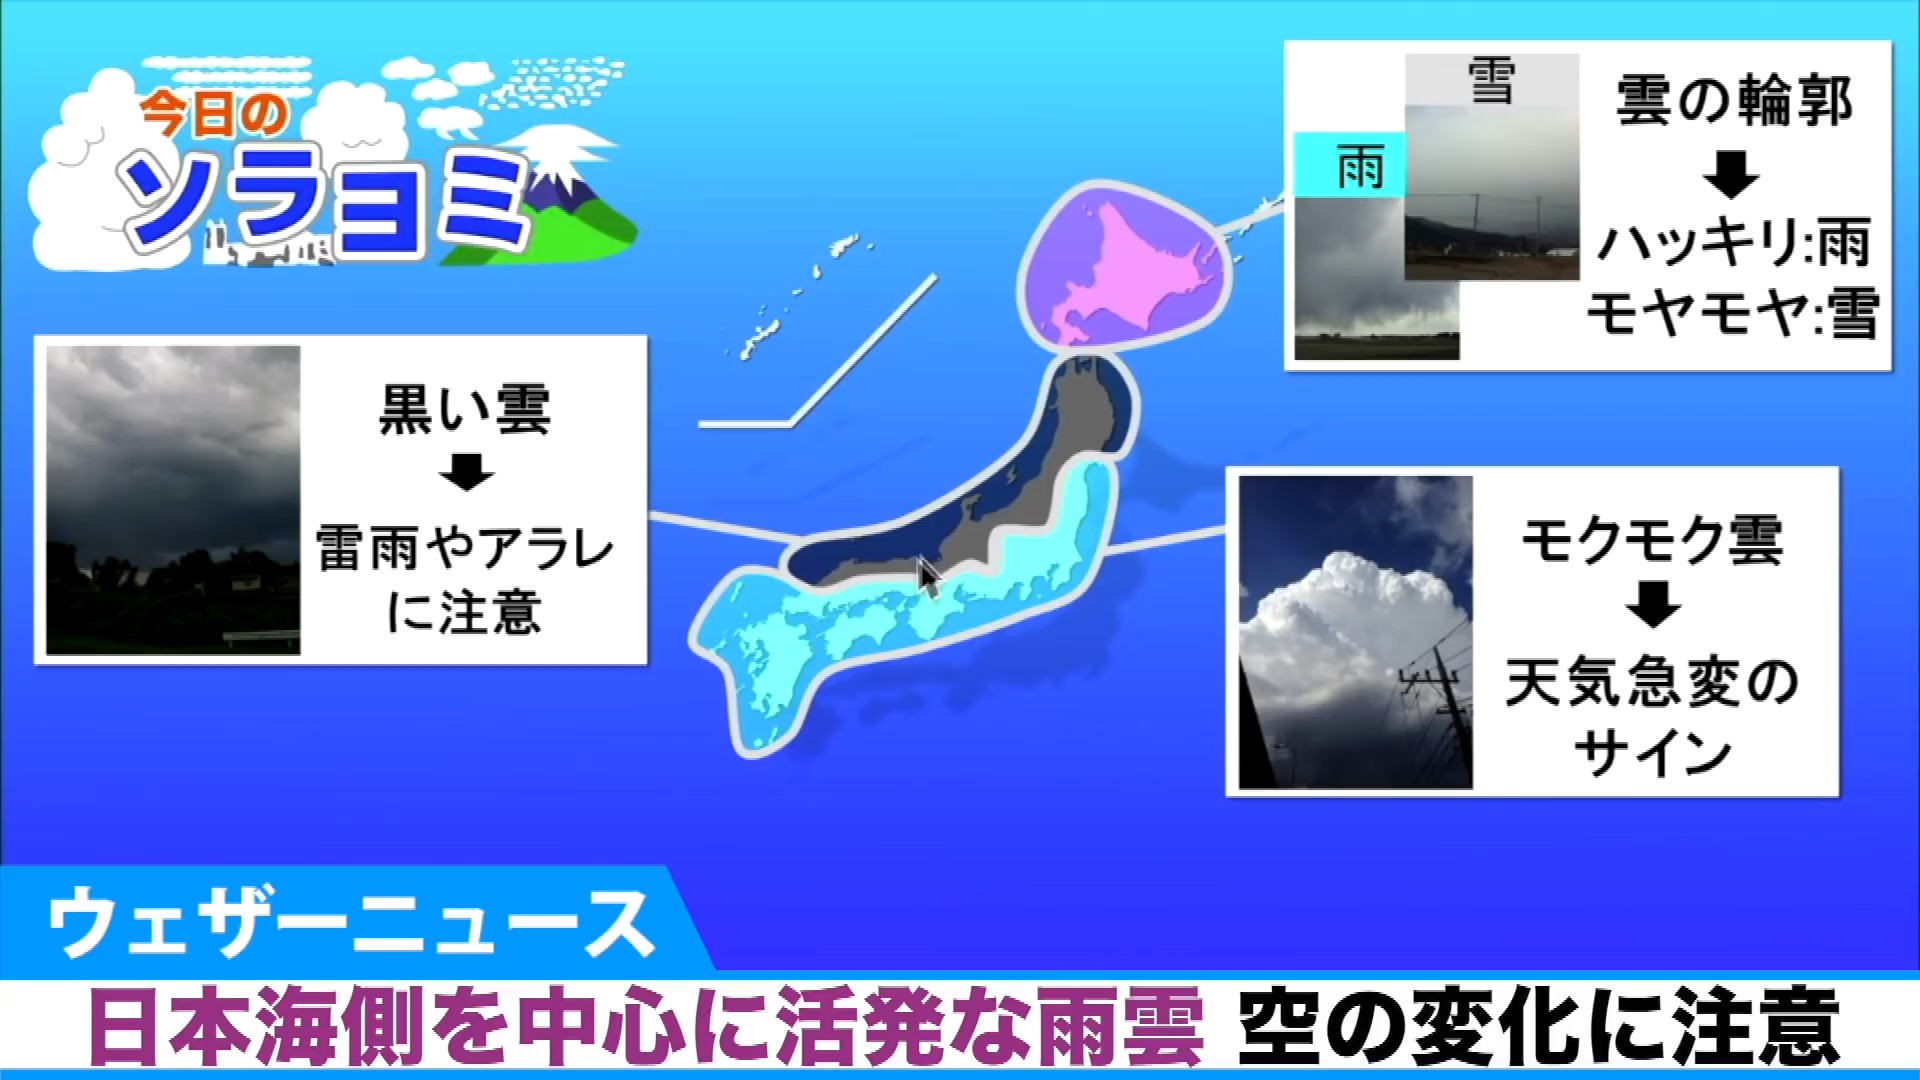 今日の
ソラヨミ
雪
雨
雲の輪郭
ハッキリ:雨
モヤモヤ:雪
黒い雲
雷雨やアラレ
に注意
モクモク雲
天気急変の
サイン
ウェザーニュース
日本海側を中心に活発な雨雲 空の変化に注意